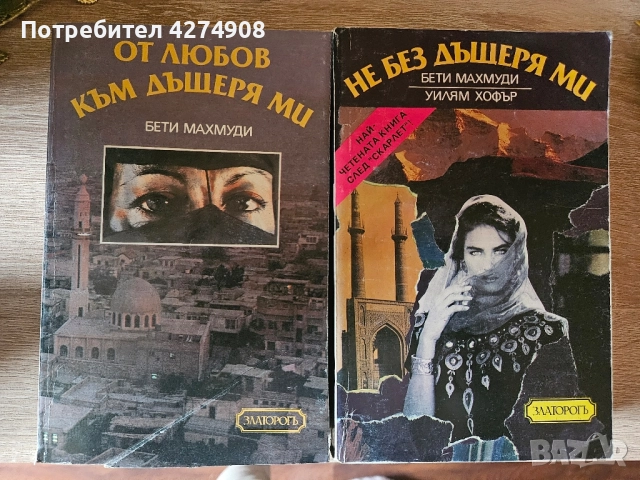 Потребител 4274908
ОТ ЛЮБОВ
КЪМ ДЪЩЕРЯ МИ
БЕТИ МАХМУДИ
ЗЛАТОРОГЪ
НЕ БЕЗ ДЪЩЕРЯ МИ
БЕТИ МАХМУДИ
УИЛЯМ ХОФЪР
НАЙ-
ЧЕТЕНАТА КНИГА
СЛЕД "СКАРЛЕТ"!
ЗЛАТОРОГЪ
BAZAR